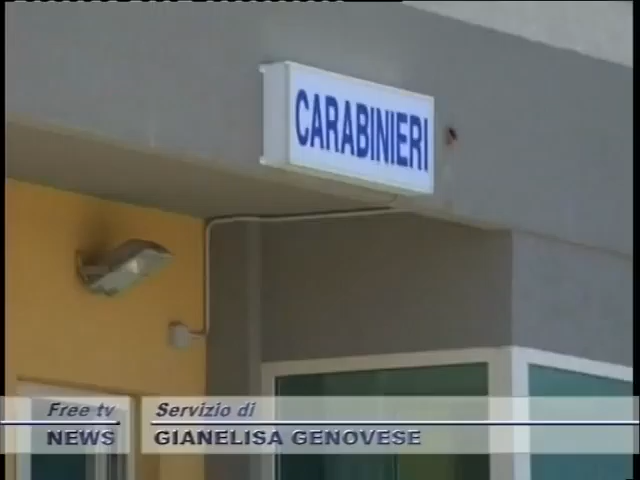 CARABINIERI
Free tv
NEWS
Servizio di
GIANELISA GENOVESE